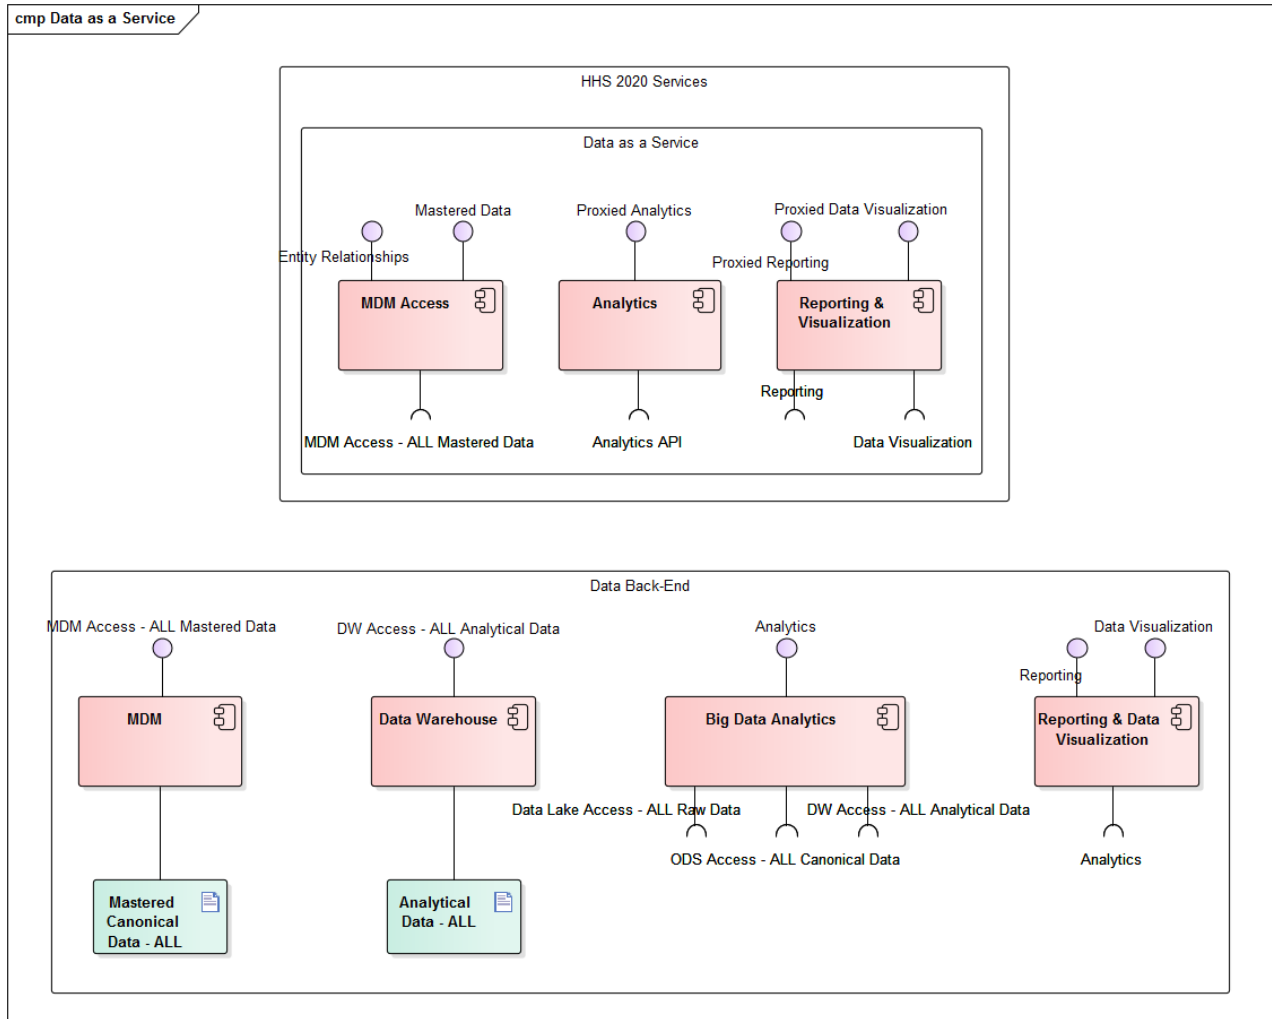 cmp Data as a Service
HHS 2020 Services
Data as a Service
Mastered Data
Proxied Analytics
Proxied Data Visualization
Entity Relationships
Proxied Reporting
MDM Access
Analytics
Reporting &
Visualization
Reporting
MDM Access - ALL Mastered Data
Analytics API
Data Visualization
Data Back-End
MDM Access - ALL Mastered Data
DW Access - ALL Analytical Data
Analytics
Data Visualization
Reporting
MDM
Data Warehouse
Big Data Analytics
Reporting & Data
Visualization
Data Lake Access - ALL Raw Data
DW Access - ALL Analytical Data
ODS Access - ALL Canonical Data
Analytics
Mastered
Canonical
Data - ALL
Analytical
Data - ALL